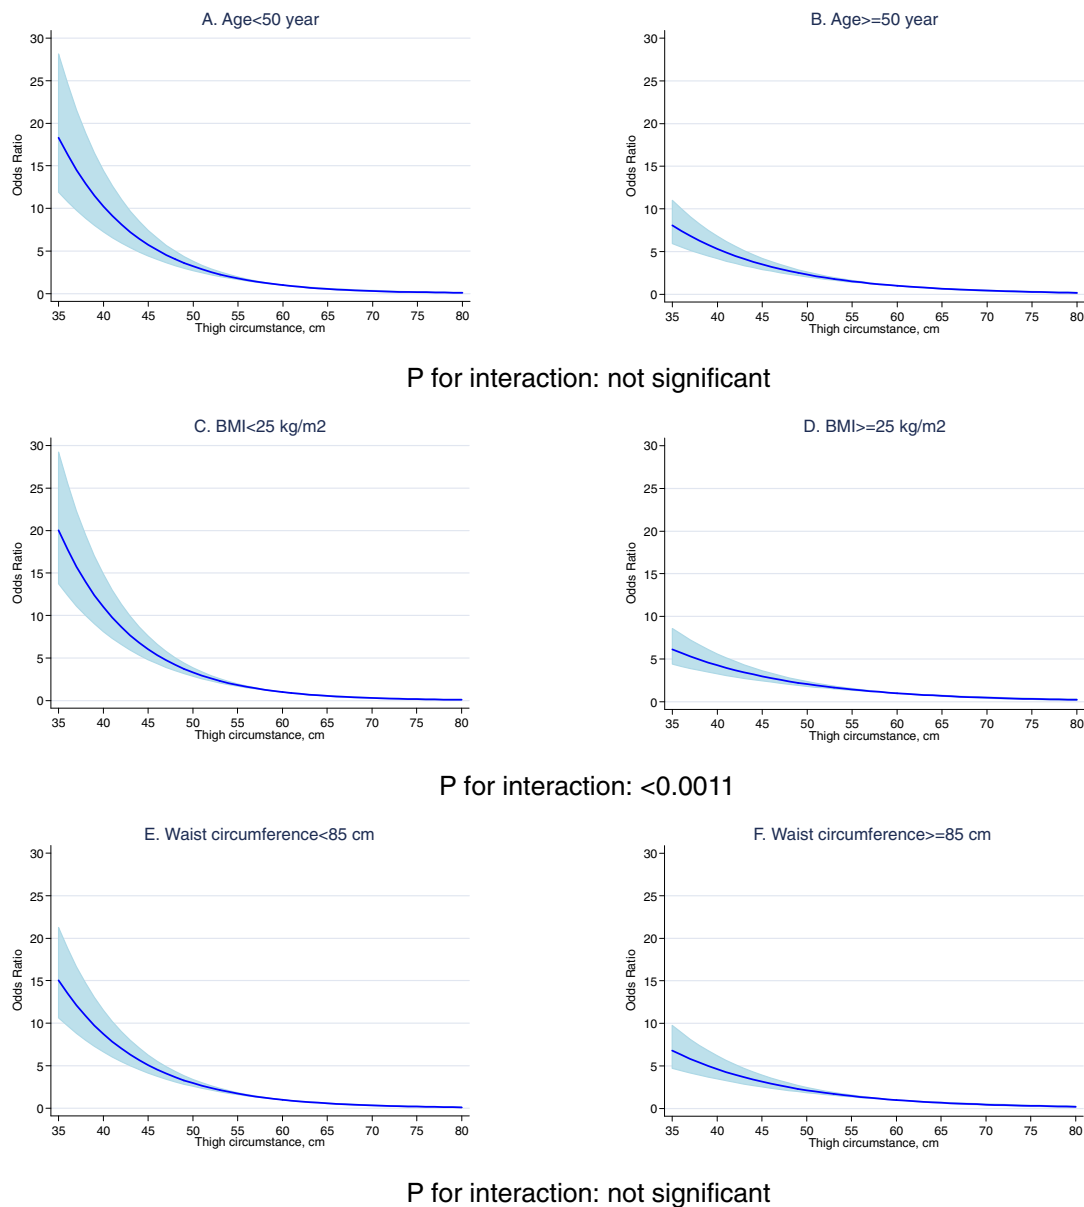 A. Age<50 year
30
25
20
15
10
5
0
Odds Ratio
35 40 45 50 55 60 65 70 75 80
Thigh circumstance, cm
B. Age>=50 year
30
25
20
15
10
5
0
Odds Ratio
35 40 45 50 55 60 65 70 75 80
Thigh circumstance, cm
P for interaction: not significant
C. BMI<25 kg/m2
30
25
20
15
10
5
0
Odds Ratio
35 40 45 50 55 60 65 70 75 80
Thigh circumstance, cm
D. BMI>=25 kg/m2
30
25
20
15
10
5
0
Odds Ratio
35 40 45 50 55 60 65 70 75 80
Thigh circumstance, cm
P for interaction: <0.0011
E. Waist circumference<85 cm
30
25
20
15
10
5
0
Odds Ratio
35 40 45 50 55 60 65 70 75 80
Thigh circumstance, cm
F. Waist circumference>=85 cm
30
25
20
15
10
5
0
Odds Ratio
35 40 45 50 55 60 65 70 75 80
Thigh circumstance, cm
P for interaction: not significant